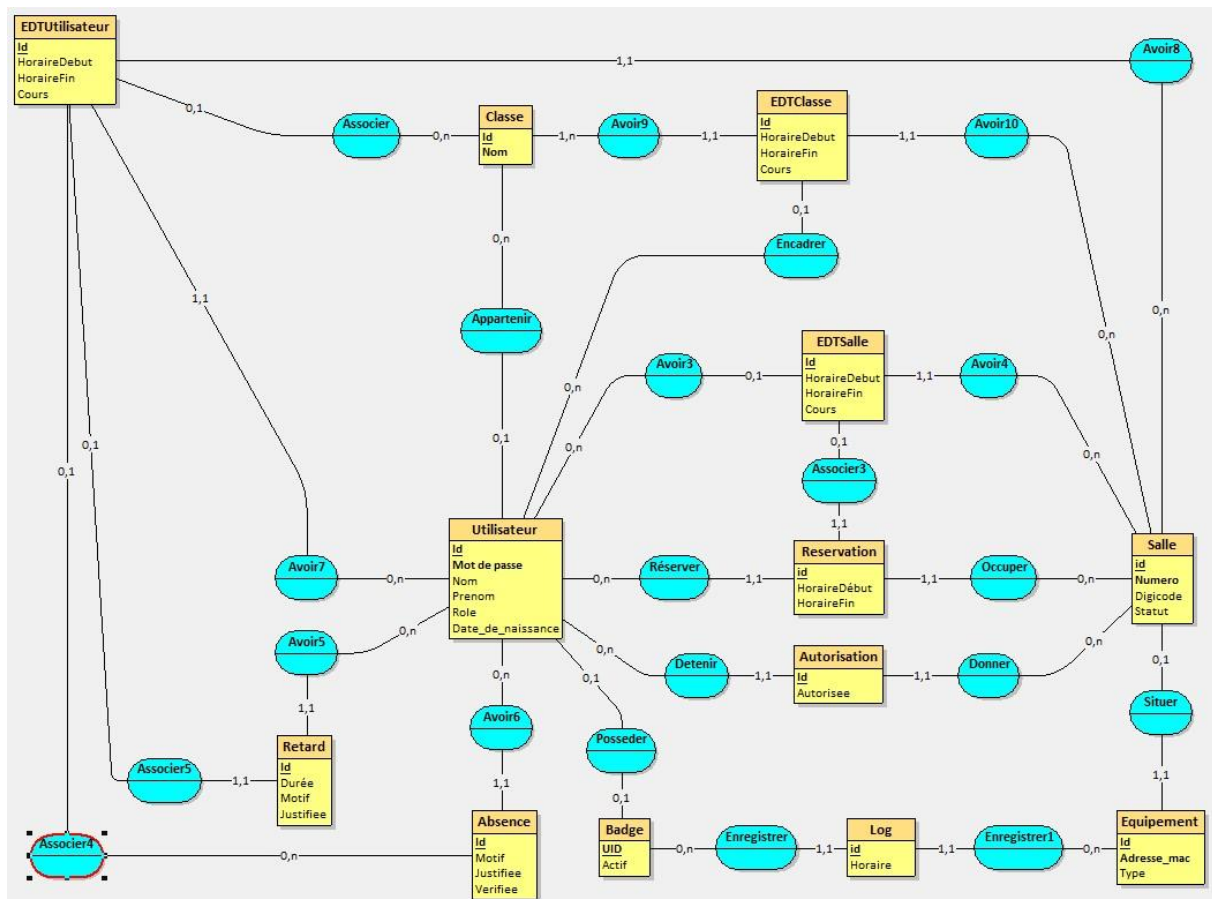 EDTUtilisateur
Id
HoraireDebut
HoraireFin
Cours
1,1
Avoir8
0,1
Associer
0,n
Classe
Id
Nom
1,n
Avoir9
1,1
EDTClasse
Id
HoraireDebut
HoraireFin
Cours
1,1
Avoir10
0,n
0,1
Encadrer
0,n
1,1
Appartenir
0,n
0,n
EDTSalle
Id
HoraireDebut
HoraireFin
Cours
Avoir3
0,1
1,1
Avoir4
0,n
0,n
0,n
0,1
0,1
0,1
0,1
Associer3
1,1
Utilisateur
Id
Mot de passe
Nom
Prenom
Role
Date_de_naissance
Avoir7
0,n
0,n
Réserver
1,1
Reservation
id
HoraireDébut
HoraireFin
1,1
Occuper
0,n
Salle
id
Numero
Digicode
Statut
Avoir5
0,n
0,n
Detenir
1,1
Autorisation
Id
Autorisee
1,1
Donner
0,n
0,1
Situer
1,1
0,n
Avoir6
1,1
0,1
Posseder
0,1
1,1
Retard
Id
Durée
Motif
Justifiee
Associer5
1,1
Associer4
0,n
Absence
Id
Motif
Justifiee
Verifiee
Badge
UID
Actif
0,n
Enregistrer
1,1
Log
id
Horaire
1,1
Enregistrer1
0,n
Equipement
Id
Adresse_mac
Type